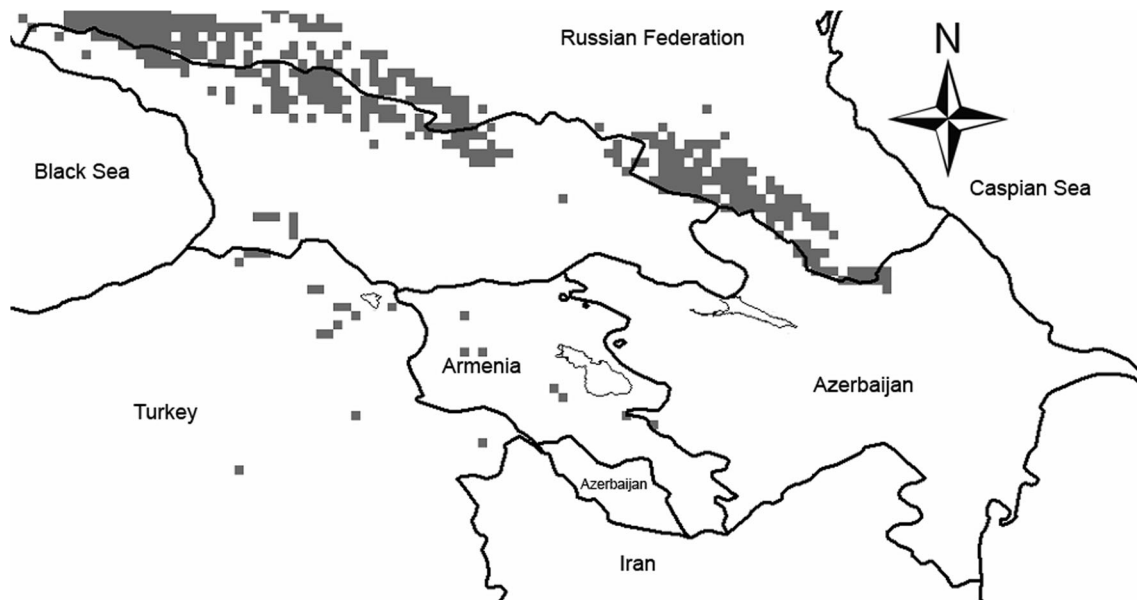 Russian Federation
N
Black Sea
Caspian Sea
Armenia
Azerbaijan
Turkey
Azerbaijan
Iran